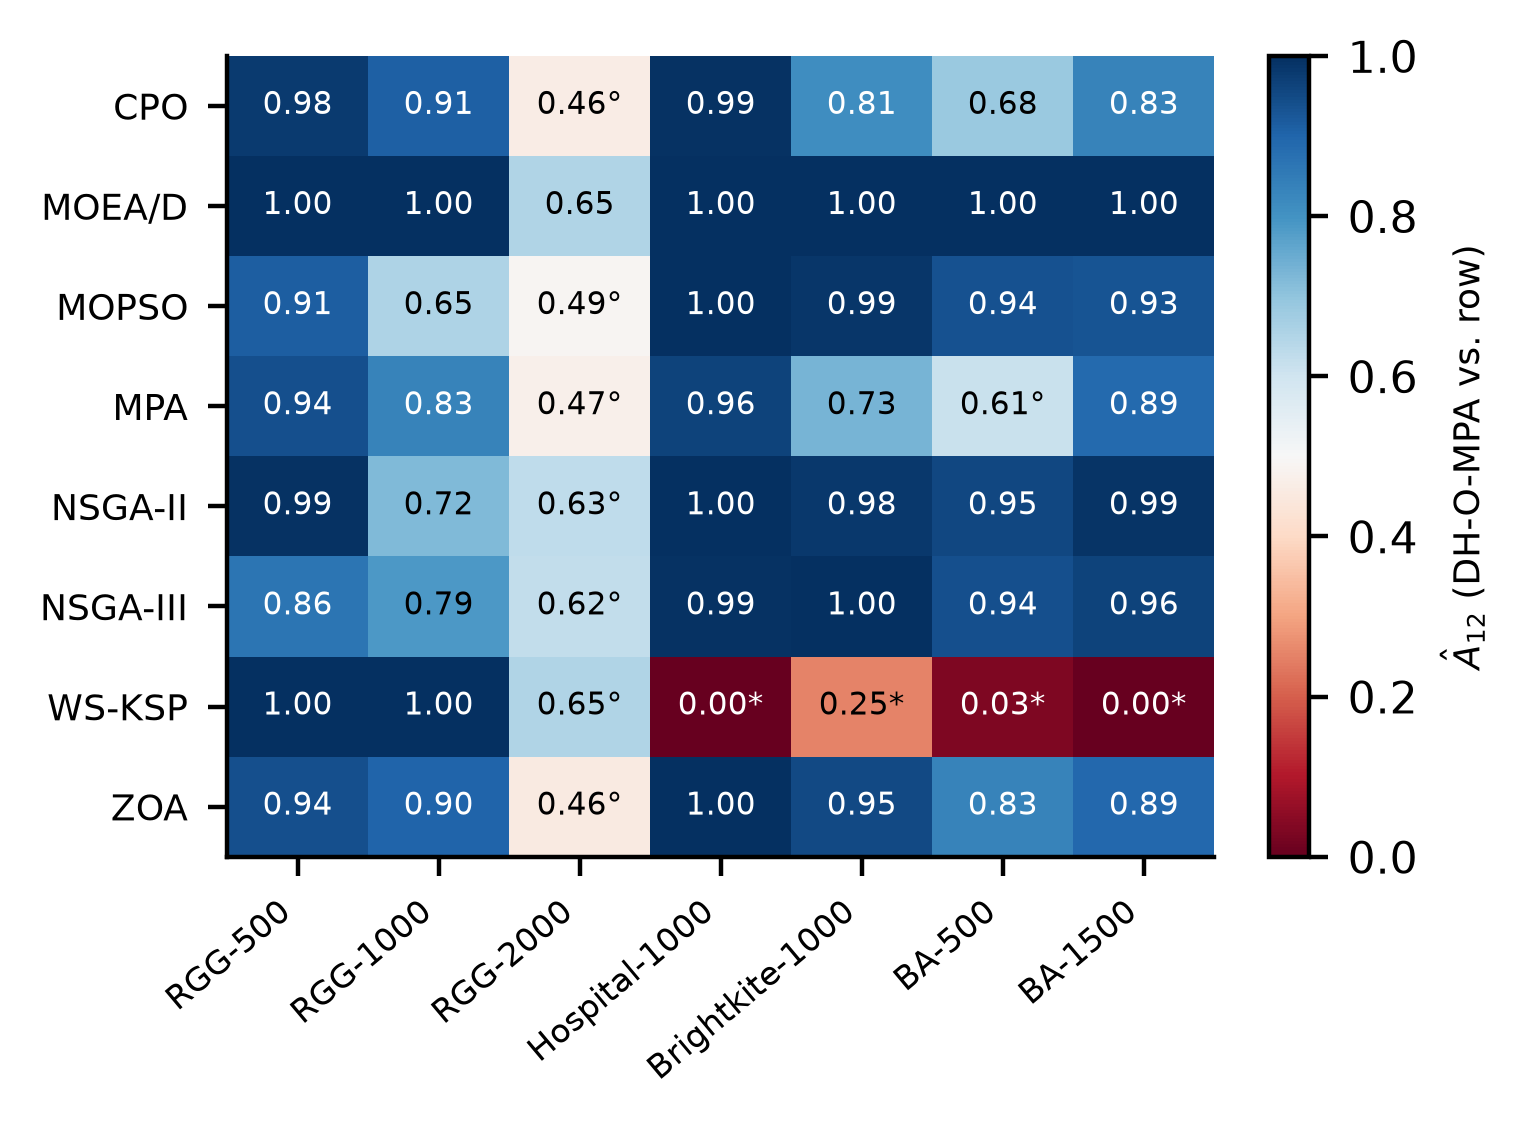 CPO 0.98 0.91 0.46° 0.99 0.81 0.68 0.83
MOEA/D 1.00 1.00 0.65 1.00 1.00 1.00 1.00
MOPSO 0.91 0.65 0.49° 1.00 0.99 0.94 0.93
MPA 0.94 0.83 0.47° 0.96 0.73 0.61° 0.89
NSGA-II 0.99 0.72 0.63° 1.00 0.98 0.95 0.99
NSGA-III 0.86 0.79 0.62° 0.99 1.00 0.94 0.96
WS-KSP 1.00 1.00 0.65° 0.00* 0.25* 0.03* 0.00*
ZOA 0.94 0.90 0.46° 1.00 0.95 0.83 0.89
RGG-500
RGG-1000
RGG-2000
Hospital-1000
Brightkite-1000
BA-500
BA-1500
1.0
0.8
0.6
0.4
0.2
0.0
Â₁₂ (DH-O-MPA vs. row)